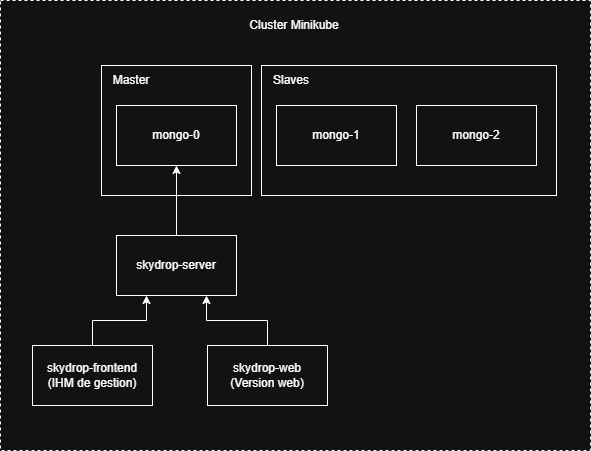 Cluster Minikube
Master
Slaves
mongo-0
mongo-1
mongo-2
skydrop-server
skydrop-frontend
(IHM de gestion)
skydrop-web
(Version web)